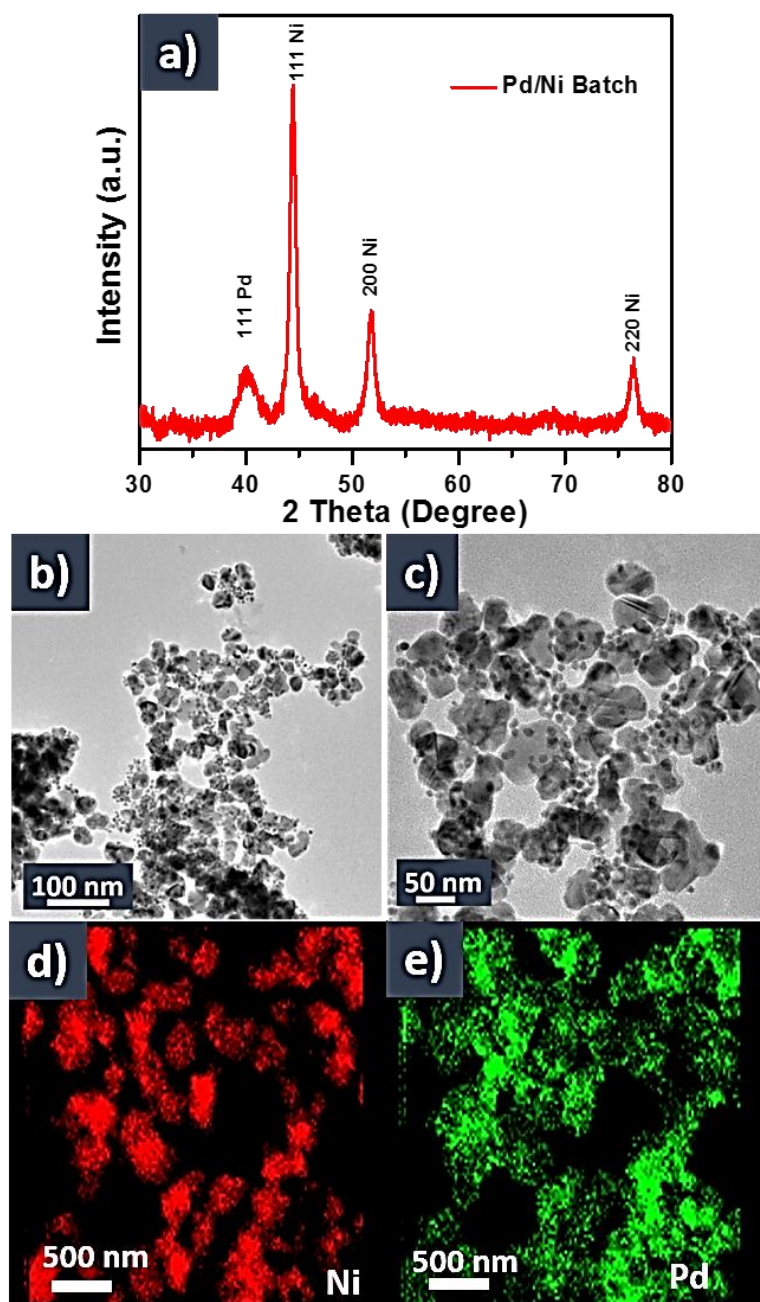 a)
111 Ni
Pd/Ni Batch
200 Ni
111 Pd
220 Ni
Intensity (a.u.)
30 40 50 60 70 80
2 Theta (Degree)
b)
c)
100 nm
50 nm
d)
e)
500 nm
Ni
500 nm
Pd